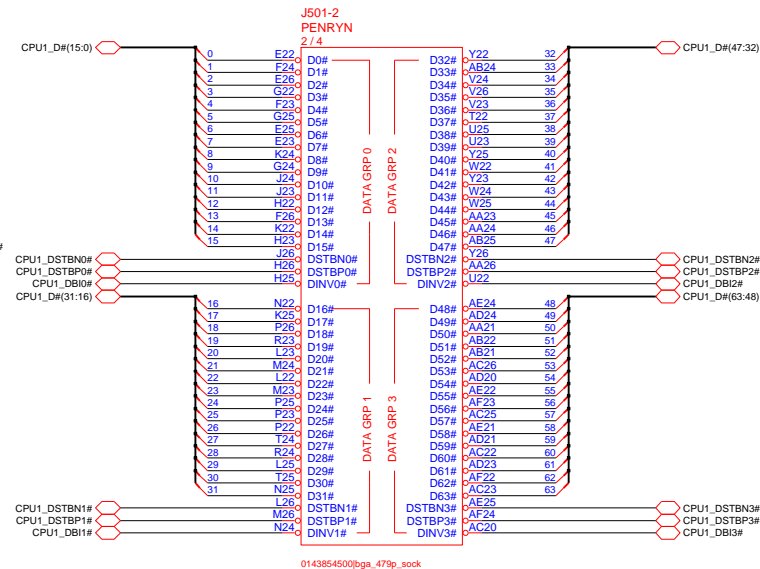 J501-2
PENRYN
2 / 4
CPU1_D#(15:0)
CPU1_D#(47:32)
0 E22 D0# D32# Y22 32
1 F24 D1# D33# AB24 33
2 E26 D2# D34# V24 34
3 G22 D3# D35# V26 35
4 F23 D4# D36# V23 36
5 G25 D5# D37# T22 37
6 E25 D6# D38# U25 38
7 E23 D7# D39# U23 39
8 K24 D8# D40# Y25 40
9 G24 D9# D41# W22 41
10 J24 D10# D42# Y23 42
11 J23 D11# D43# W24 43
12 H22 D12# D44# W25 44
13 F26 D13# D45# AA23 45
14 K22 D14# D46# AA24 46
15 H23 D15# D47# AB25 47
DATA GRP 0
DATA GRP 2
#
CPU1_DSTBN0# J26 DSTBN0# DSTBN2# Y26 CPU1_DSTBN2#
CPU1_DSTBP0# H26 DSTBP0# DSTBP2# AA26 CPU1_DSTBP2#
CPU1_DBI0# H25 DINV0# DINV2# U22 CPU1_DBI2#
CPU1_D#(31:16)
CPU1_D#(63:48)
16 N22 D16# D48# AE24 48
17 K25 D17# D49# AD24 49
18 P26 D18# D50# AA21 50
19 R23 D19# D51# AB22 51
20 L23 D20# D52# AB21 52
21 M24 D21# D53# AC26 53
22 L22 D22# D54# AD20 54
23 M23 D23# D55# AE22 55
24 P25 D24# D56# AF23 56
25 P23 D25# D57# AC25 57
26 P22 D26# D58# AE21 58
27 T24 D27# D59# AD21 59
28 R24 D28# D60# AC22 60
29 L25 D29# D61# AD23 61
30 T25 D30# D62# AF22 62
31 N25 D31# D63# AC23 63
DATA GRP 1
DATA GRP 3
CPU1_DSTBN1# L26 DSTBN1# DSTBN3# AE25 CPU1_DSTBN3#
CPU1_DSTBP1# M26 DSTBP1# DSTBP3# AF24 CPU1_DSTBP3#
CPU1_DBI1# N24 DINV1# DINV3# AC20 CPU1_DBI3#
0143854500|bga_479p_sock